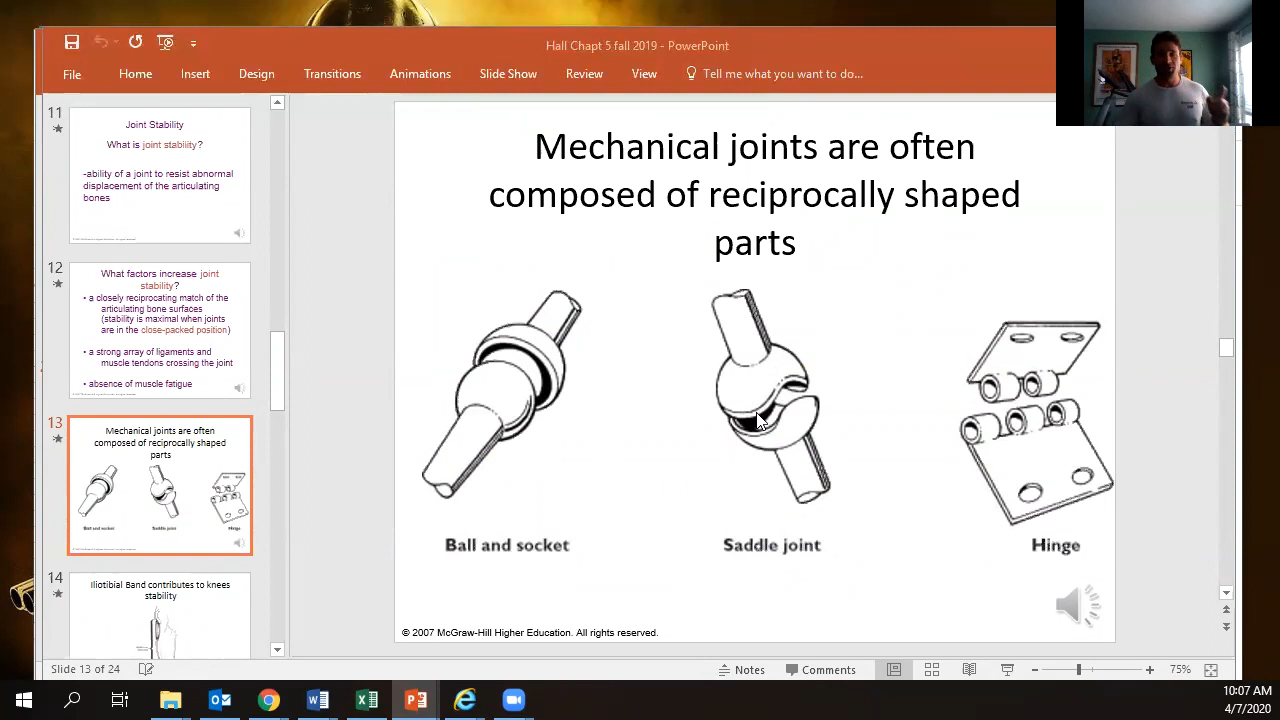 Hall Chapt 5 fall 2019 - PowerPoint
File Home Insert Design Transitions Animations Slide Show Review View Tell me what you want to do...
11
Joint Stability
What is joint stability?
-ability of a joint to resist abnormal
displacement of the articulating
bones
12
What factors increase joint
stability?
• a closely reciprocating match of the
articulating bone surfaces
(stability is maximal when joints
are in the close-packed position)
• a strong array of ligaments and
muscle tendons crossing the joint
• absence of muscle fatigue
13
Mechanical joints are often
composed of reciprocally shaped
parts
Ball and socket Saddle joint Hinge
14
Iliotibial Band contributes to knees
stability
Mechanical joints are often
composed of reciprocally shaped
parts
Ball and socket Saddle joint Hinge
© 2007 McGraw-Hill Higher Education. All rights reserved.
Slide 13 of 24 Notes Comments 75%
10:07 AM
4/7/2020